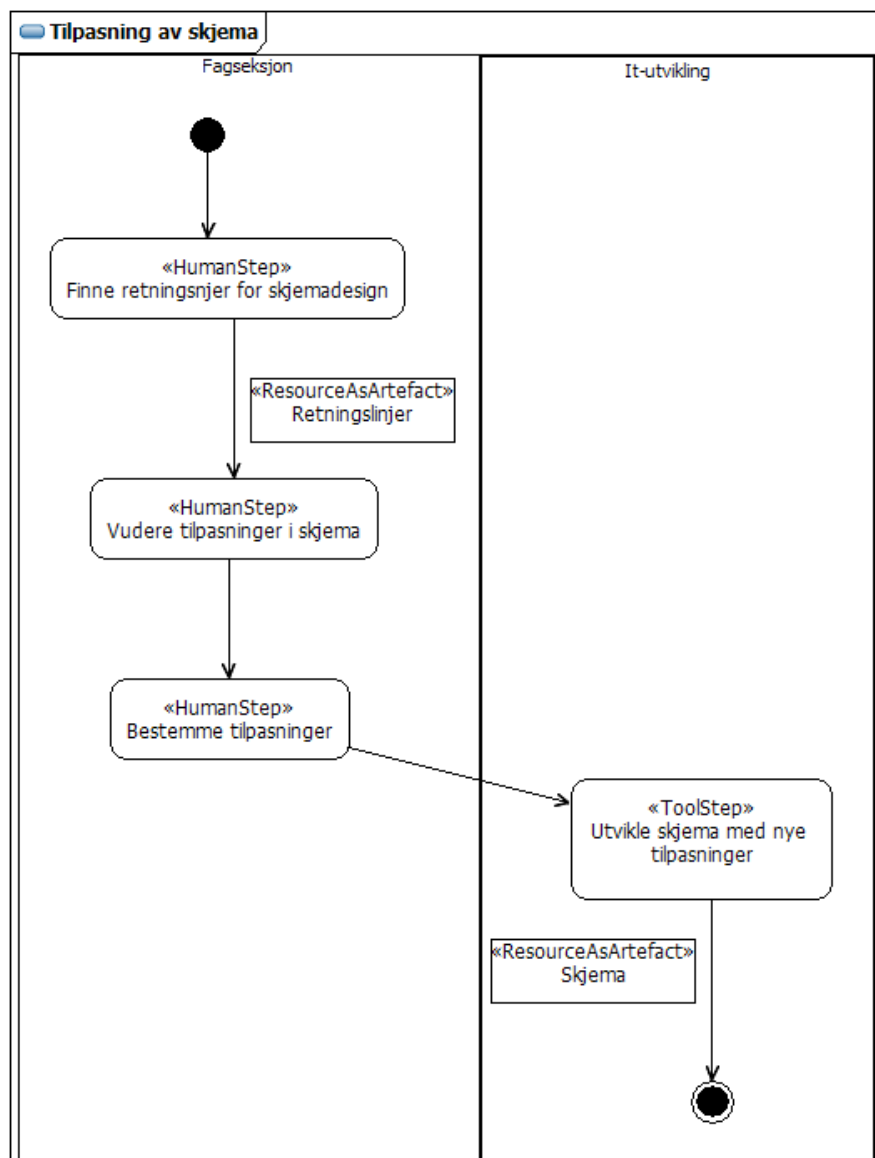 Tilpasning av skjema
Fagseksjon
It-utvikling
«HumanStep»
Finne retningsnjer for skjemadesign
«ResourceAsArtefact»
Retningslinjer
«HumanStep»
Vudere tilpasninger i skjema
«HumanStep»
Bestemme tilpasninger
«ToolStep»
Utvikle skjema med nye
tilpasninger
«ResourceAsArtefact»
Skjema